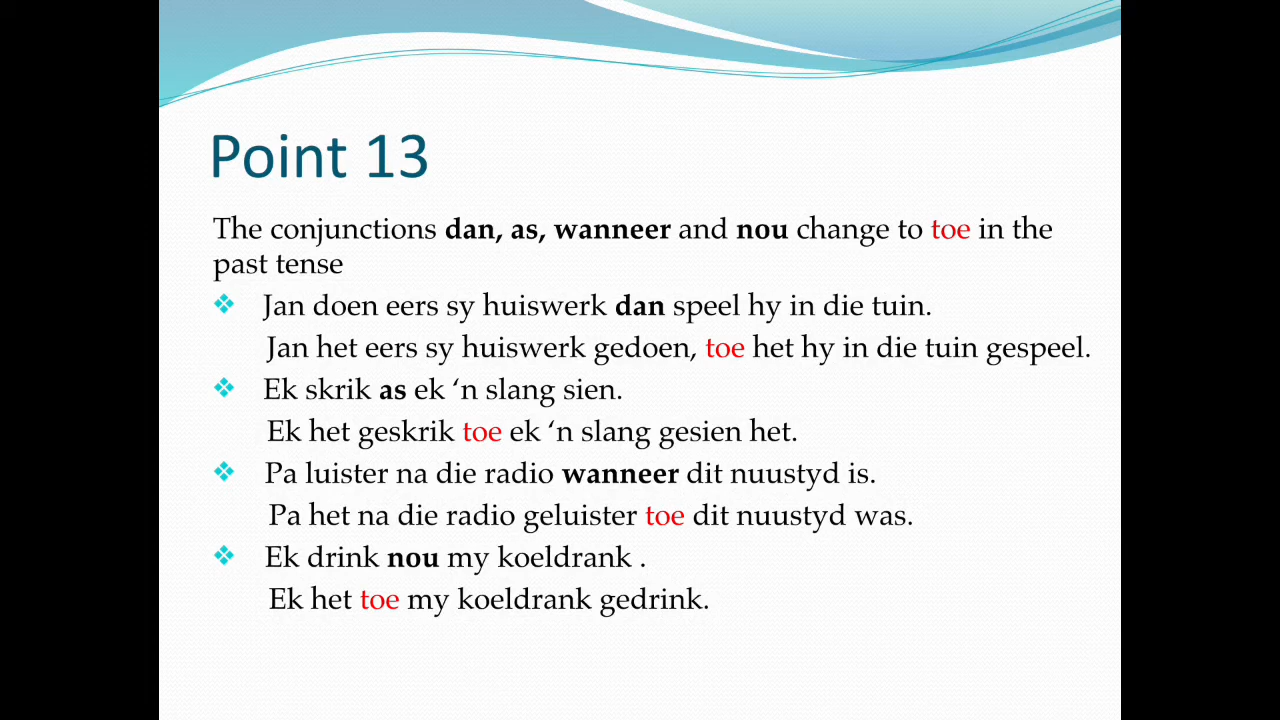 Point 13
The conjunctions dan, as, wanneer and nou change to toe in the
past tense
Jan doen eers sy huiswerk dan speel hy in die tuin.
Jan het eers sy huiswerk gedoen, toe het hy in die tuin gespeel.
Ek skrik as ek ‘n slang sien.
Ek het geskrik toe ek ‘n slang gesien het.
Pa luister na die radio wanneer dit nuustyd is.
Pa het na die radio geluister toe dit nuustyd was.
Ek drink nou my koeldrank .
Ek het toe my koeldrank gedrink.